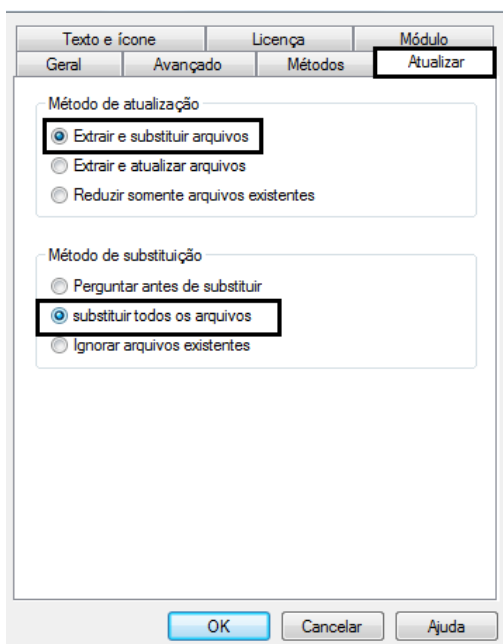 Texto e ícone Licença Módulo
Geral Avançado Métodos Atualizar
Método de atualização
Extrair e substituir arquivos
Extrair e atualizar arquivos
Reduzir somente arquivos existentes
Método de substituição
Perguntar antes de substituir
substituir todos os arquivos
Ignorar arquivos existentes
OK Cancelar Ajuda